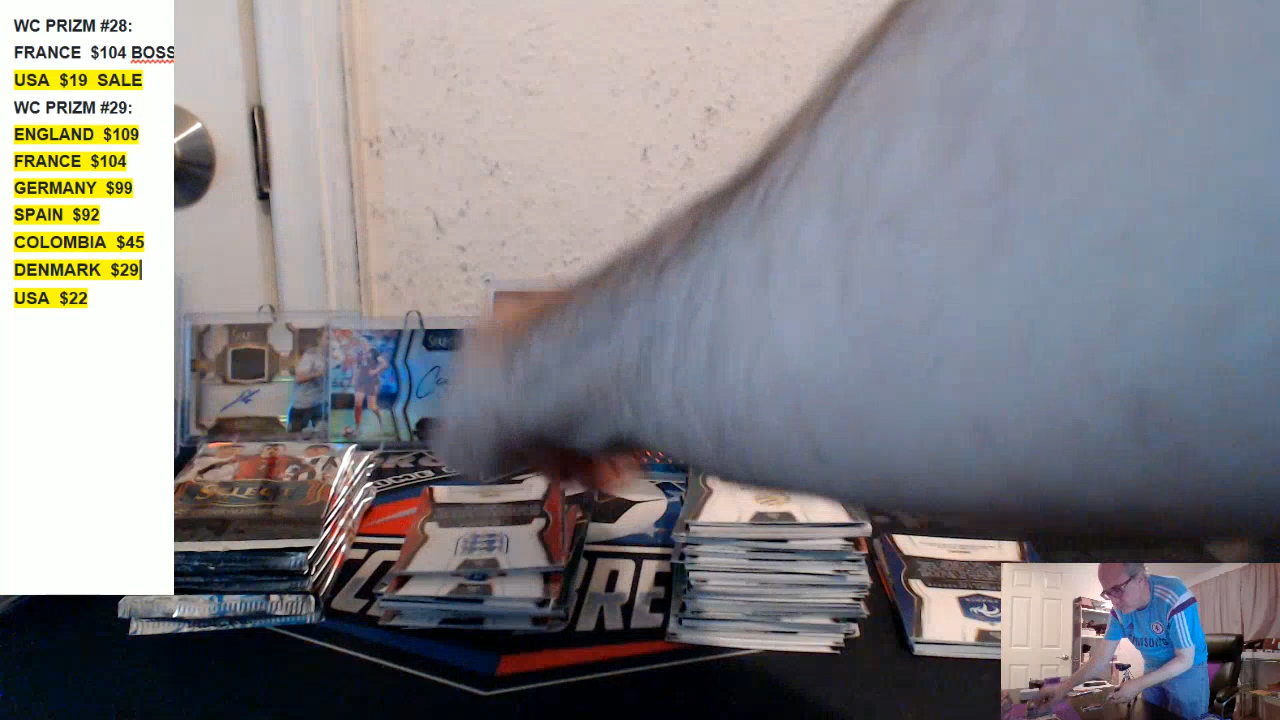 WC PRIZM #28:
FRANCE $104 BOSS
USA $19 SALE
WC PRIZM #29:
ENGLAND $109
FRANCE $104
GERMANY $99
SPAIN $92
COLOMBIA $45
DENMARK $29
USA $22
SELECT